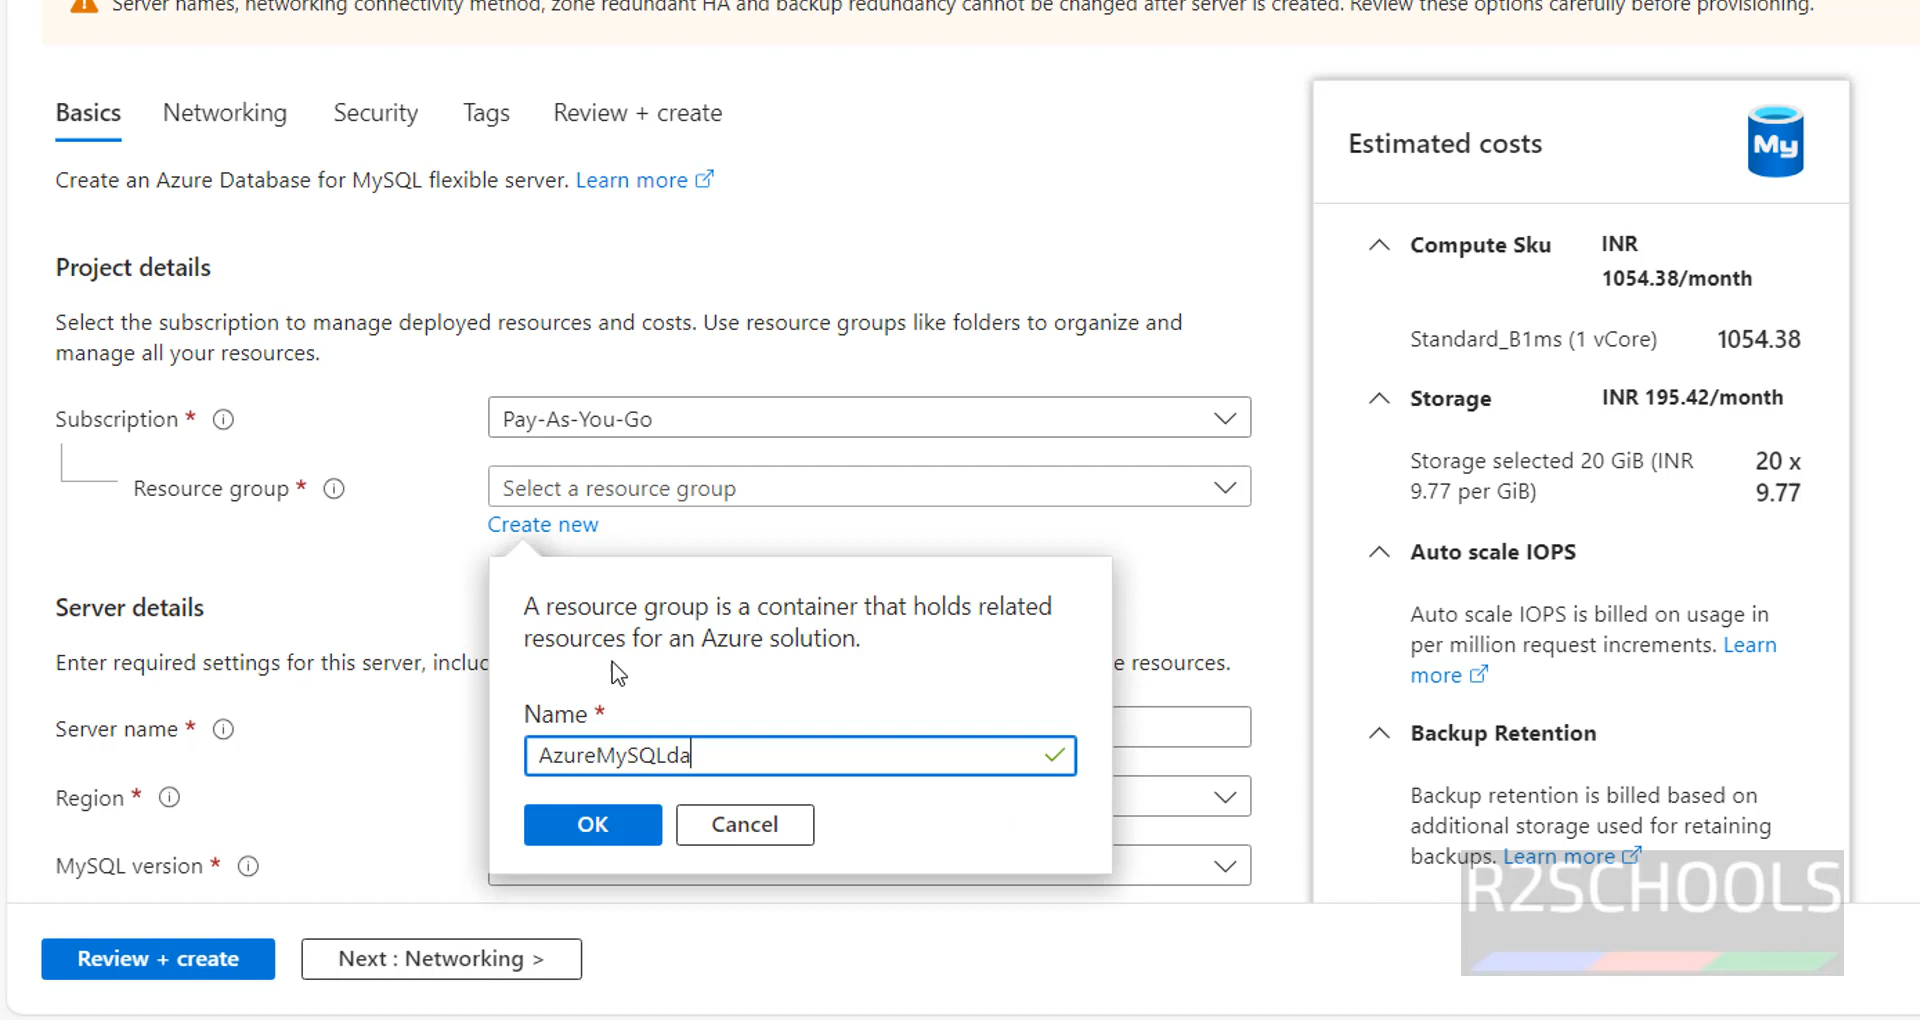 Server names, networking connectivity method, zone redundant HA and backup redundancy cannot be changed after server is created. Review these options carefully before provisioning.
Basics Networking Security Tags Review + create
Create an Azure Database for MySQL flexible server. Learn more
Project details
Select the subscription to manage deployed resources and costs. Use resource groups like folders to organize and
manage all your resources.
Subscription *
Pay-As-You-Go
Resource group *
Select a resource group
Create new
A resource group is a container that holds related
resources for an Azure solution.
Name *
AzureMySQLda
OK Cancel
Server details
Enter required settings for this server, inclu e resources.
Server name *
Region *
MySQL version *
Review + create
Next : Networking >
Estimated costs
My
Compute Sku INR
1054.38/month
Standard_B1ms (1 vCore) 1054.38
Storage INR 195.42/month
Storage selected 20 GiB (INR 20 x
9.77 per GiB) 9.77
Auto scale IOPS
Auto scale IOPS is billed on usage in
per million request increments. Learn
more
Backup Retention
Backup retention is billed based on
additional storage used for retaining
backups. Learn more
R2SCHOOLS